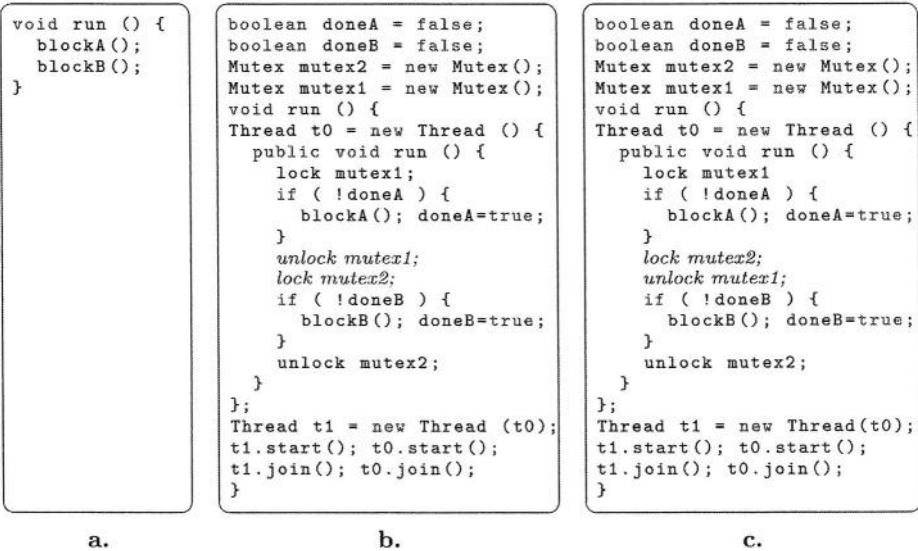 void run () {
  blockA();
  blockB();
}
a.
boolean doneA = false;
boolean doneB = false;
Mutex mutex2 = new Mutex();
Mutex mutex1 = new Mutex();
void run () {
Thread t0 = new Thread () {
  public void run () {
    lock mutex1;
    if ( !doneA ) {
      blockA(); doneA=true;
    }
    unlock mutex1;
    lock mutex2;
    if ( !doneB ) {
      blockB(); doneB=true;
    }
    unlock mutex2;
  }
};
Thread t1 = new Thread (t0);
t1.start(); t0.start();
t1.join(); t0.join();
}
b.
boolean doneA = false;
boolean doneB = false;
Mutex mutex2 = new Mutex();
Mutex mutex1 = new Mutex();
void run () {
Thread t0 = new Thread () {
  public void run () {
    lock mutex1
    if ( !doneA ) {
      blockA(); doneA=true;
    }
    lock mutex2;
    unlock mutex1;
    if ( !doneB ) {
      blockB(); doneB=true;
    }
    unlock mutex2;
  }
};
Thread t1 = new Thread(t0);
t1.start(); t0.start();
t1.join(); t0.join();
}
c.